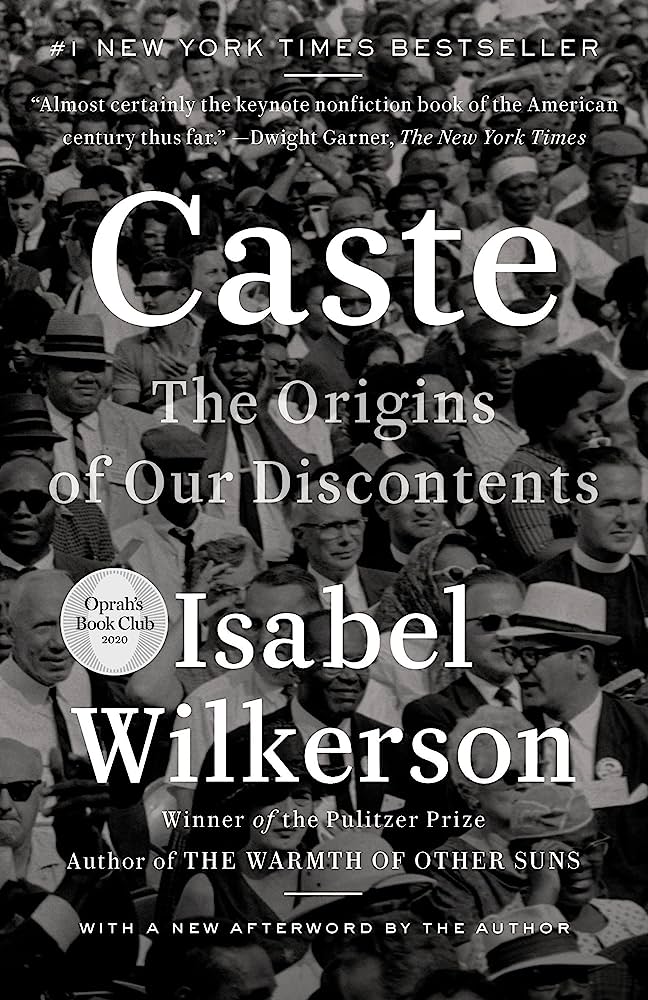 #1 NEW YORK TIMES BESTSELLER
“Almost certainly the keynote nonfiction book of the American
century thus far.” —Dwight Garner, The New York Times
Caste
The Origins
of Our Discontents
Oprah's
Book Club
2020
Isabel
Wilkerson
Winner of the Pulitzer Prize
Author of THE WARMTH OF OTHER SUNS
WITH A NEW AFTERWORD BY THE AUTHOR